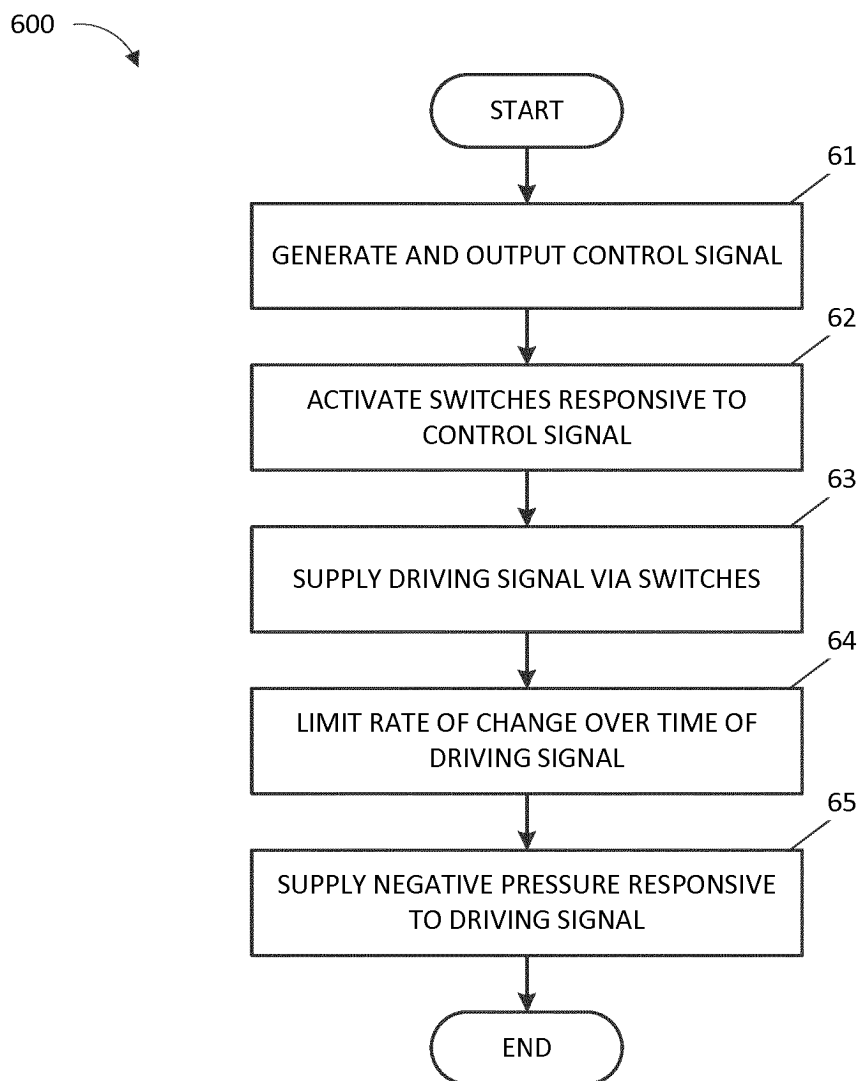 600
START
61
GENERATE AND OUTPUT CONTROL SIGNAL
62
ACTIVATE SWITCHES RESPONSIVE TO
CONTROL SIGNAL
63
SUPPLY DRIVING SIGNAL VIA SWITCHES
64
LIMIT RATE OF CHANGE OVER TIME OF
DRIVING SIGNAL
65
SUPPLY NEGATIVE PRESSURE RESPONSIVE
TO DRIVING SIGNAL
END